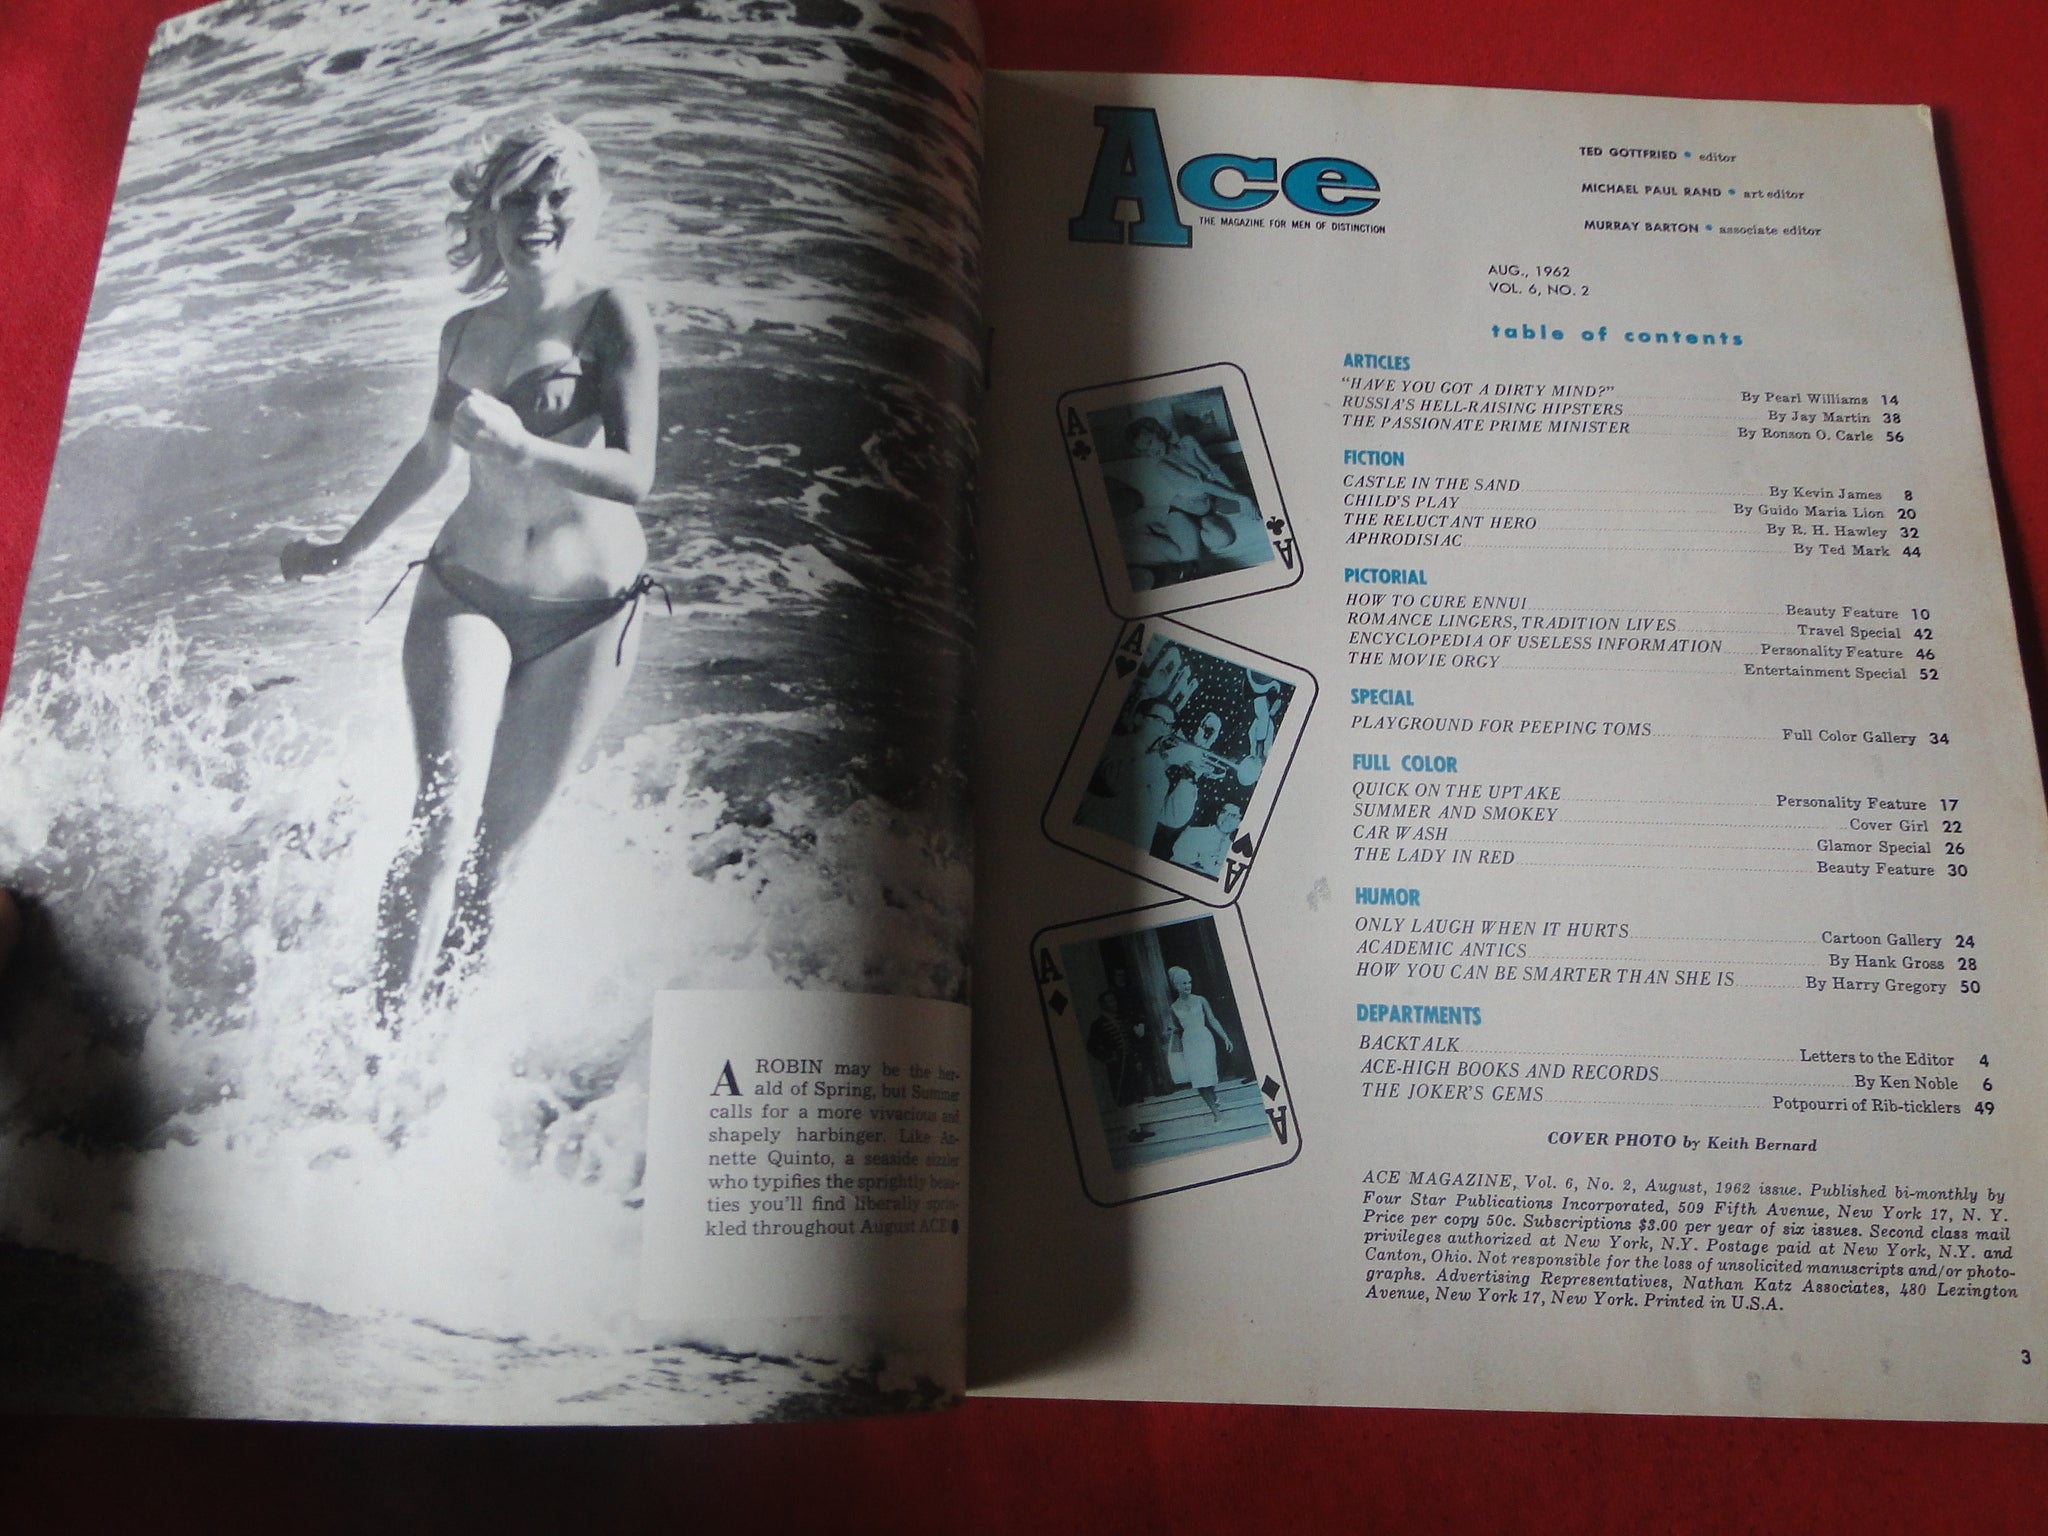 A ROBIN may be the her-
ald of Spring, but Summer
calls for a more vivacious and
shapely harbinger. Like An-
nette Quinto, a seaside sizzler
who typifies the sprightly beau-
ties you'll find liberally sprin-
kled throughout August ACE
Ace
THE MAGAZINE FOR MEN OF DISTINCTION
TED GOTTFRIED • editor
MICHAEL PAUL RAND • art editor
MURRAY BARTON • associate editor
AUG., 1962
VOL. 6, NO. 2
table of contents
ARTICLES
"HAVE YOU GOT A DIRTY MIND?" By Pearl Williams 14
RUSSIA'S HELL-RAISING HIPSTERS By Jay Martin 38
THE PASSIONATE PRIME MINISTER By Ronson O. Carle 56
FICTION
CASTLE IN THE SAND By Kevin James 8
CHILD'S PLAY By Guido Maria Lion 20
THE RELUCTANT HERO By R. H. Hawley 32
APHRODISIAC By Ted Mark 44
PICTORIAL
HOW TO CURE ENNUI Beauty Feature 10
ROMANCE LINGERS, TRADITION LIVES Travel Special 42
ENCYCLOPEDIA OF USELESS INFORMATION Personality Feature 46
THE MOVIE ORGY Entertainment Special 52
SPECIAL
PLAYGROUND FOR PEEPING TOMS Full Color Gallery 34
FULL COLOR
QUICK ON THE UPTAKE Personality Feature 17
SUMMER AND SMOKEY Cover Girl 22
CAR WASH Glamor Special 26
THE LADY IN RED Beauty Feature 30
HUMOR
ONLY LAUGH WHEN IT HURTS Cartoon Gallery 24
ACADEMIC ANTICS By Hank Gross 28
HOW YOU CAN BE SMARTER THAN SHE IS By Harry Gregory 50
DEPARTMENTS
BACKTALK Letters to the Editor 4
ACE-HIGH BOOKS AND RECORDS By Ken Noble 6
THE JOKER'S GEMS Potpourri of Rib-ticklers 49
COVER PHOTO by Keith Bernard
ACE MAGAZINE, Vol. 6, No. 2, August, 1962 issue. Published bi-monthly by
Four Star Publications Incorporated, 509 Fifth Avenue, New York 17, N. Y.
Price per copy 50c. Subscriptions $3.00 per year of six issues. Second class mail
privileges authorized at New York, N.Y. Postage paid at New York, N.Y. and
Canton, Ohio. Not responsible for the loss of unsolicited manuscripts and/or photo-
graphs. Advertising Representatives, Nathan Katz Associates, 480 Lexington
Avenue, New York 17, New York. Printed in U.S.A.
3
A
A
A
A
A
A